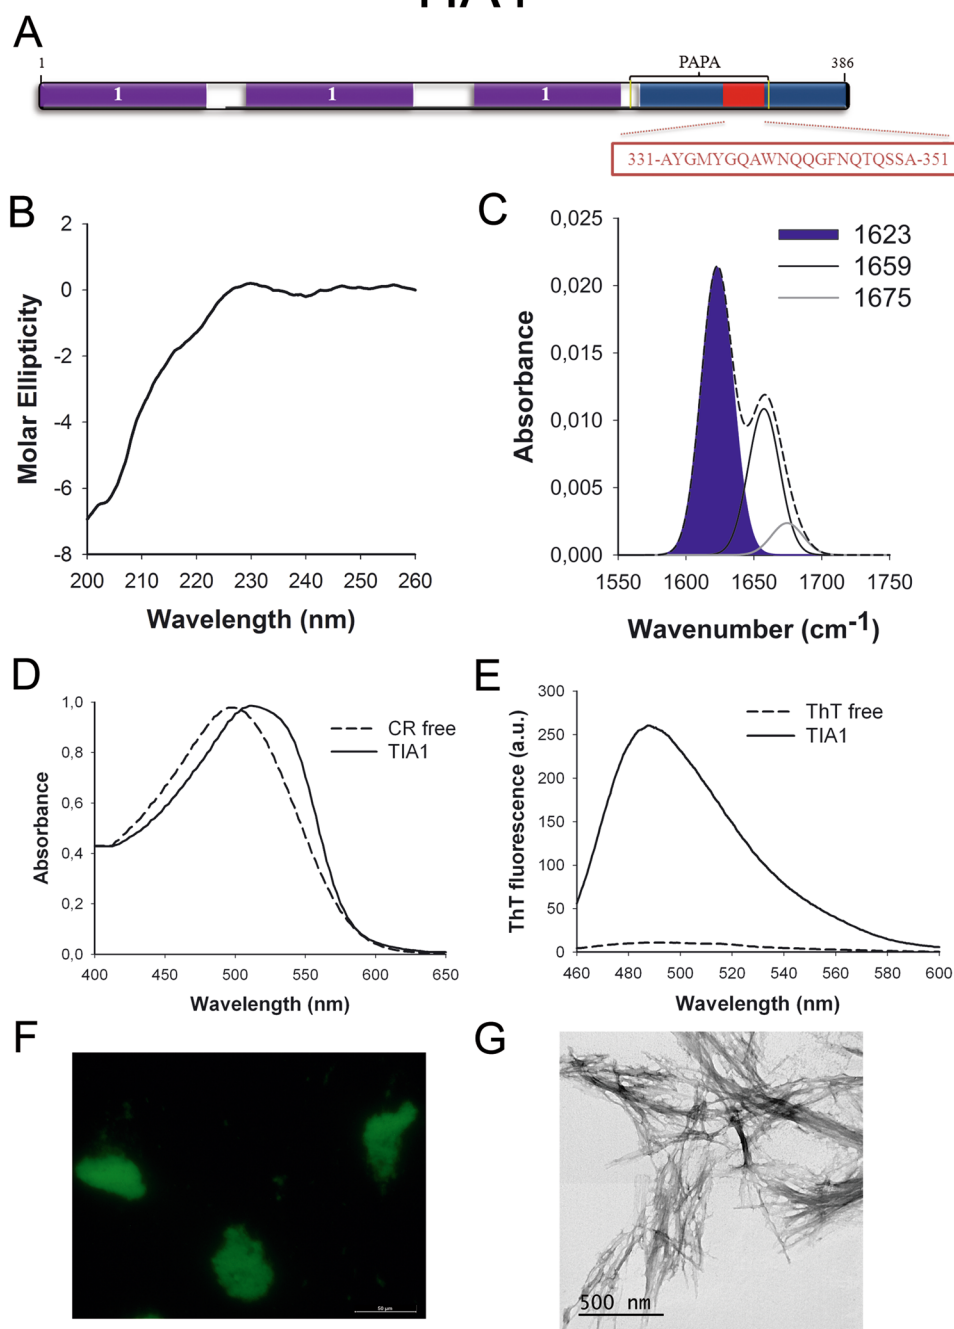 TIA1
A
1
PAPA
386
1
1
1
331-AYGMYGQAWNQQGFNQTQSSA-351
B
2
0
-2
-4
-6
-8
200 210 220 230 240 250 260
Molar Ellipticity
Wavelength (nm)
C
0,025
0,020
0,015
0,010
0,005
0,000
1550 1600 1650 1700 1750
1623
1659
1675
Absorbance
Wavenumber (cm-1)
D
1,0
0,8
0,6
0,4
0,2
0,0
400 450 500 550 600 650
CR free
TIA1
Absorbance
Wavelength (nm)
E
300
250
200
150
100
50
0
460 480 500 520 540 560 580 600
ThT free
TIA1
ThT fluorescence (a.u.)
Wavelength (nm)
F
50 µm
G
500 nm